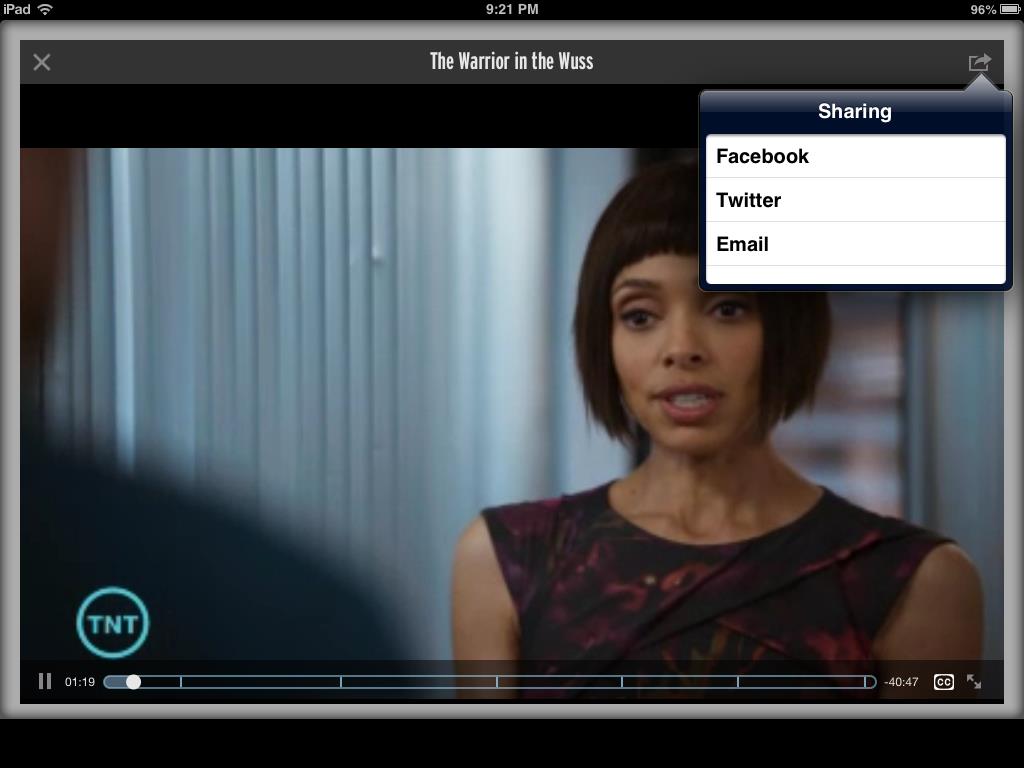 iPad
9:21 PM
96%
The Warrior in the Wuss
Sharing
Facebook
Twitter
Email
TNT
01:19
-40:47
CC